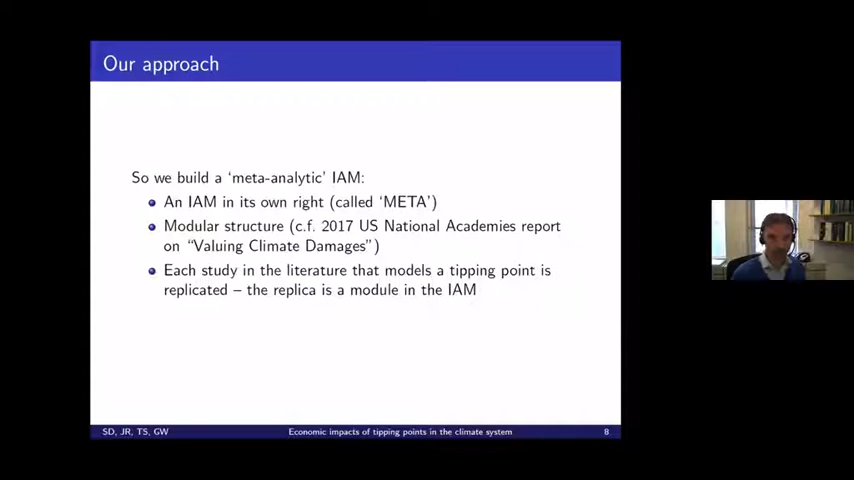 Our approach
So we build a ‘meta-analytic’ IAM:
An IAM in its own right (called ‘META’)
Modular structure (c.f. 2017 US National Academies report
on “Valuing Climate Damages”)
Each study in the literature that models a tipping point is
replicated – the replica is a module in the IAM
SD, JR, TS, GW
Economic impacts of tipping points in the climate system
8